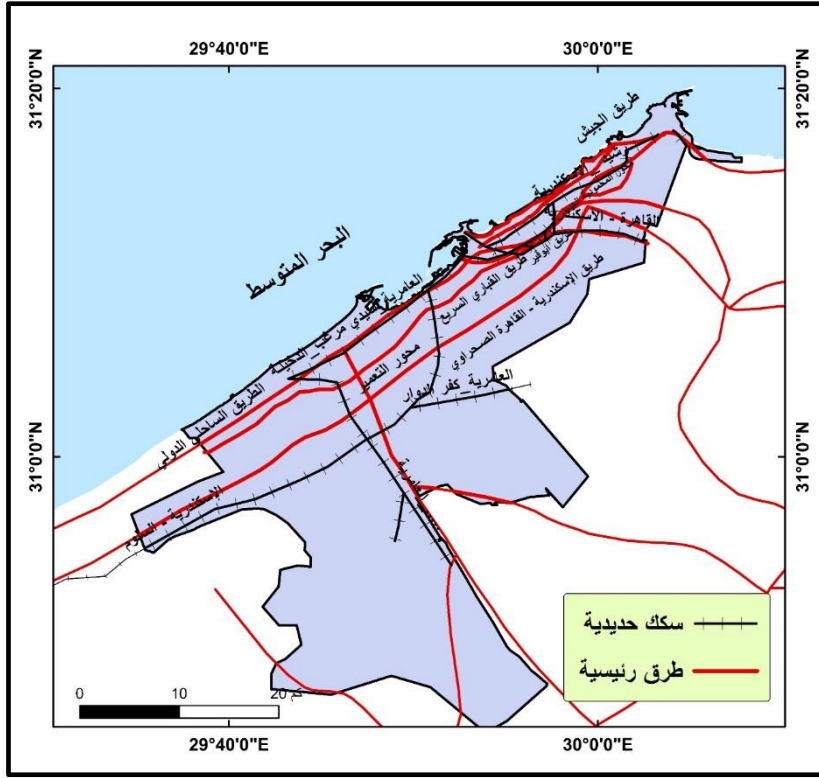 29°40'0"E
30°0'0"E
31°20'0"N
31°20'0"N
طريق الجيش
البحر المتوسط
القاهرة - الاسكندرية
طريق القباري السريع
طريق الإسكندرية - القاهرة الصحراوي
محور التعمير
العامرية_كفر الدوار
الطريق الساحلي الدولي
31°0'0"N
31°0'0"N
الإسكندرية - السلوم
سكك حديدية
طرق رئيسية
0
10
20 كم
29°40'0"E
30°0'0"E